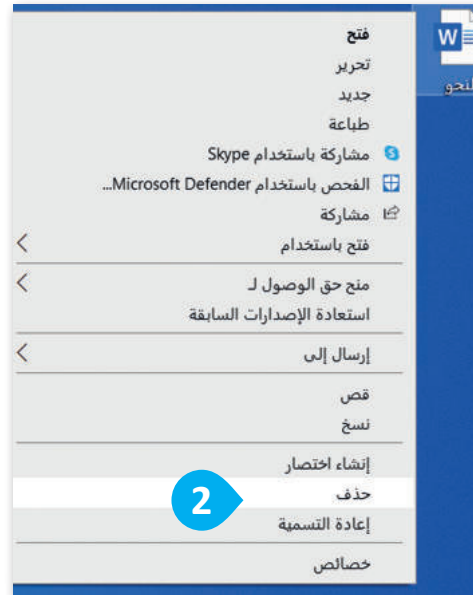 W
النحو
فتح
تحرير
جديد
طباعة
مشاركة باستخدام Skype
الفحص باستخدام Microsoft Defender...
مشاركة
فتح باستخدام
منح حق الوصول لـ
استعادة الإصدارات السابقة
إرسال إلى
قص
نسخ
إنشاء اختصار
حذف
2
إعادة التسمية
خصائص